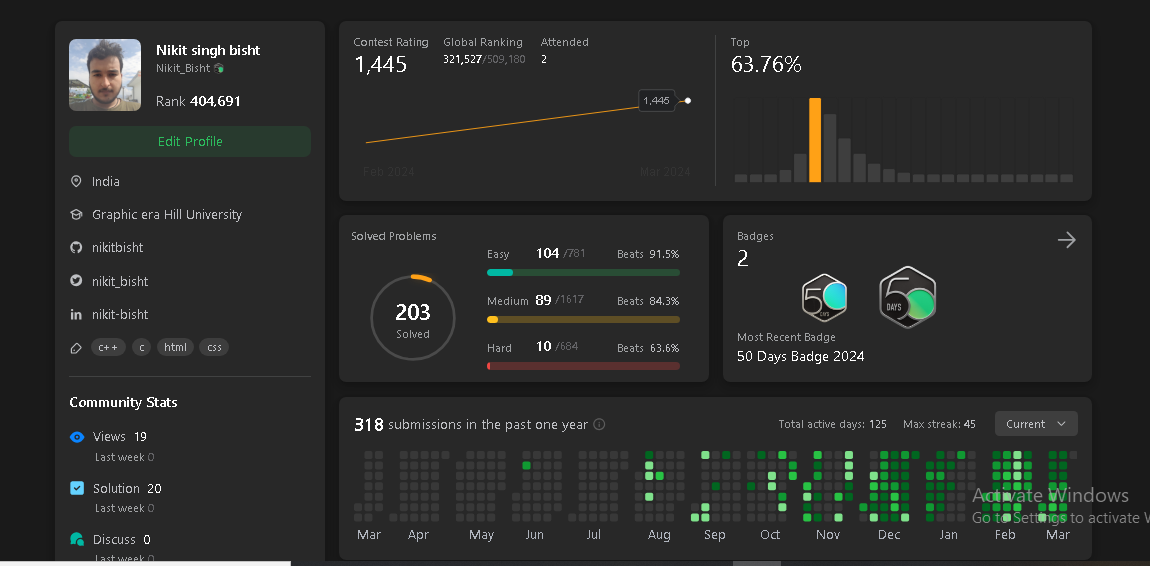 Nikit singh bisht
Nikit_Bisht
Rank 404,691
Edit Profile
India
Graphic era Hill University
nikitbisht
nikit_bisht
nikit-bisht
c++ c html css
Community Stats
Views 19
Last week 0
Solution 20
Last week 0
Discuss 0
Last week 0
Contest Rating
1,445
Global Ranking
321,527/509,180
Attended
2
1,445
Feb 2024 Mar 2024
Top
63.76%
Solved Problems
203
Solved
Easy 104 /781 Beats 91.5%
Medium 89 /1617 Beats 84.3%
Hard 10 /684 Beats 63.6%
Badges
2
50 DAYS
50 DAYS
Most Recent Badge
50 Days Badge 2024
318 submissions in the past one year
Total active days: 125 Max streak: 45 Current
Mar Apr May Jun Jul Aug Sep Oct Nov Dec Jan Feb Mar
Activate Windows
Go to Settings to activate W